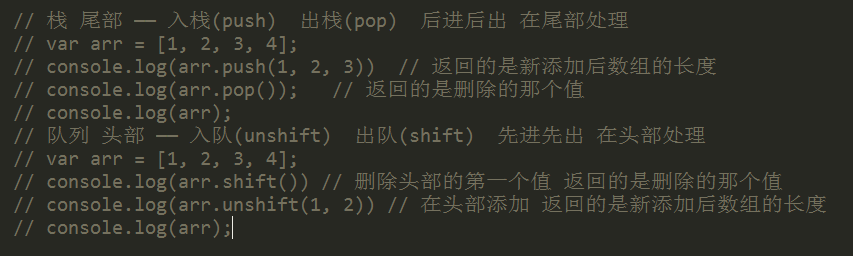 // 栈 尾部 —— 入栈(push)  出栈(pop)  后进后出 在尾部处理
// var arr = [1, 2, 3, 4];
// console.log(arr.push(1, 2, 3))  // 返回的是新添加后数组的长度
// console.log(arr.pop());   // 返回的是删除的那个值
// console.log(arr);
// 队列 头部 —— 入队(unshift)  出队(shift)  先进先出 在头部处理
// var arr = [1, 2, 3, 4];
// console.log(arr.shift()) // 删除头部的第一个值 返回的是删除的那个值
// console.log(arr.unshift(1, 2)) // 在头部添加 返回的是新添加后数组的长度
// console.log(arr);